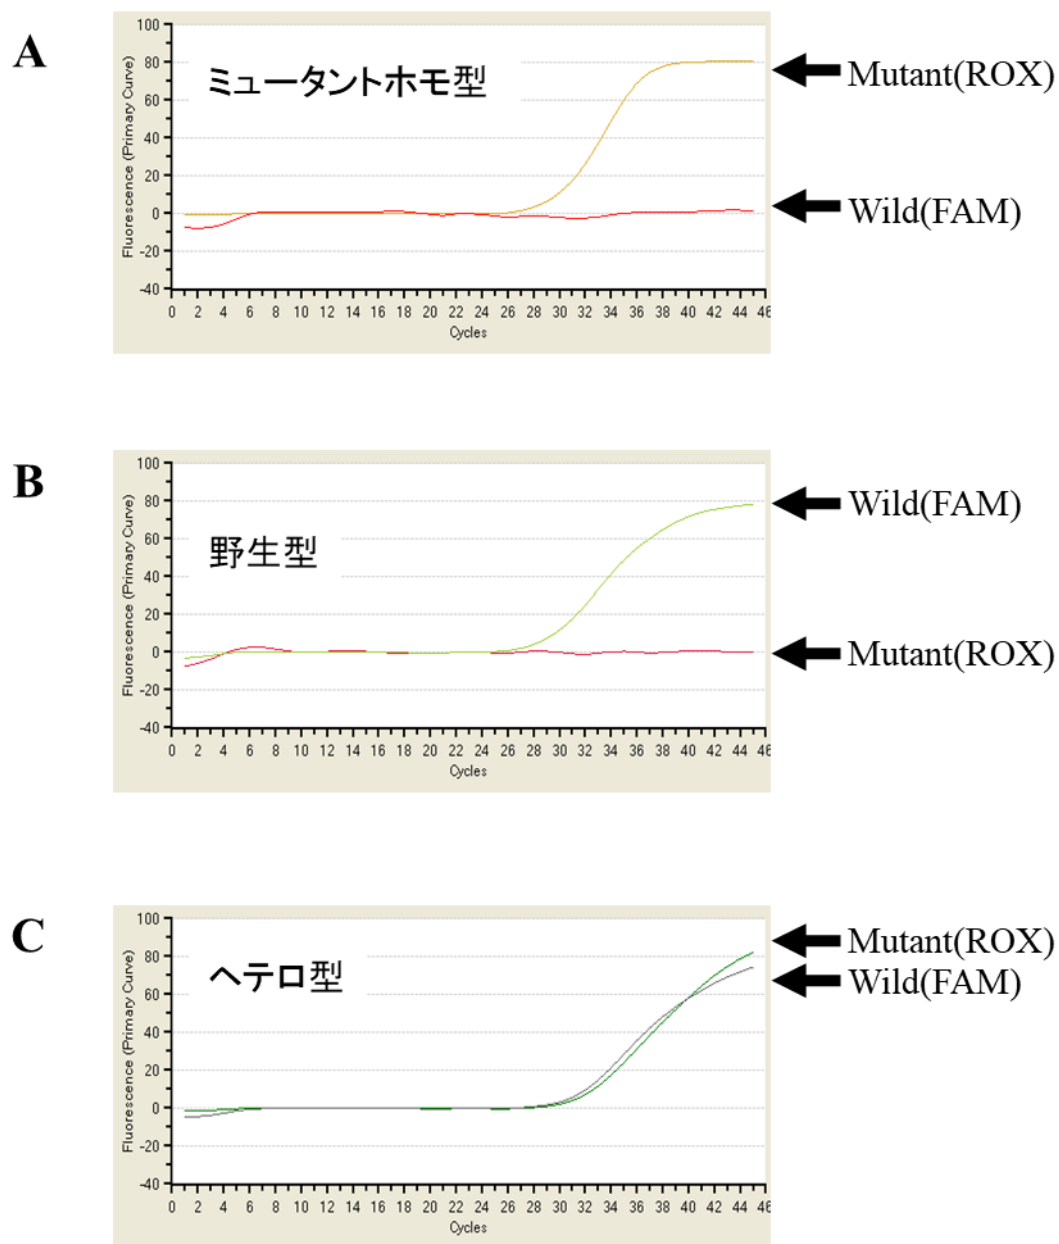 A
100
80
60
40
20
0
-20
-40
Fluorescence (Primary Curve)
ミュータントホモ型
0 2 4 6 8 10 12 14 16 18 20 22 24 26 28 30 32 34 36 38 40 42 44 46
Cycles
Mutant(ROX)
Wild(FAM)
B
100
80
60
40
20
0
-20
-40
Fluorescence (Primary Curve)
野生型
0 2 4 6 8 10 12 14 16 18 20 22 24 26 28 30 32 34 36 38 40 42 44 46
Cycles
Wild(FAM)
Mutant(ROX)
C
100
80
60
40
20
0
-20
-40
Fluorescence (Primary Curve)
ヘテロ型
0 2 4 6 8 10 12 14 16 18 20 22 24 26 28 30 32 34 36 38 40 42 44 46
Cycles
Mutant(ROX)
Wild(FAM)